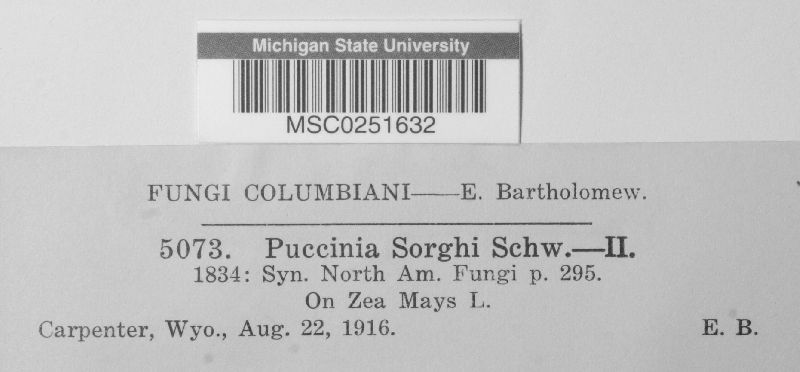 Michigan State University
MSC0251632
FUNGI COLUMBIANI——E. Bartholomew.
5073. Puccinia Sorghi Schw.—II.
1834: Syn. North Am. Fungi p. 295.
On Zea Mays L.
Carpenter, Wyo., Aug. 22, 1916. E. B.